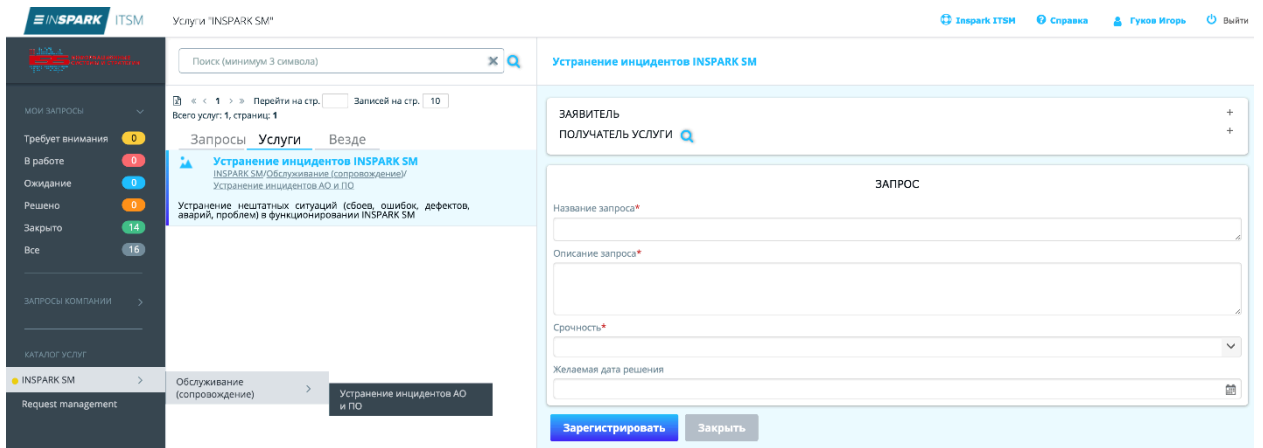 INSPARK ITSM
Услуги "INSPARK SM"
Inspark ITSM
Справка
Гуков Игорь
Выйти
Поиск (минимум 3 символа)
Устранение инцидентов INSPARK SM
МОИ ЗАПРОСЫ
Требует внимания 0
В работе 0
Ожидание 0
Решено 0
Закрыто 14
Все 16
ЗАПРОСЫ КОМПАНИИ
КАТАЛОГ УСЛУГ
INSPARK SM
Request management
« < 1 > » Перейти на стр. Записей на стр. 10
Всего услуг: 1, страниц: 1
Запросы Услуги Везде
Устранение инцидентов INSPARK SM
INSPARK SM/Обслуживание (сопровождение)/
Устранение инцидентов АО и ПО
Устранение нештатных ситуаций (сбоев, ошибок, дефектов,
аварий, проблем) в функционировании INSPARK SM
Обслуживание
(сопровождение)
Устранение инцидентов АО
и ПО
ЗАЯВИТЕЛЬ +
ПОЛУЧАТЕЛЬ УСЛУГИ +
ЗАПРОС
Название запроса*
Описание запроса*
Срочность*
Желаемая дата решения
Зарегистрировать
Закрыть